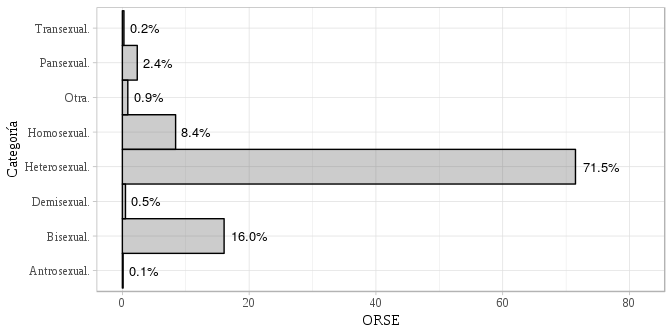 Transexual.
0.2%
Pansexual.
2.4%
Otra.
0.9%
Homosexual.
8.4%
Heterosexual.
71.5%
Demisexual.
0.5%
Bisexual.
16.0%
Antrosexual.
0.1%
Categoría
0 20 40 60 80
ORSE